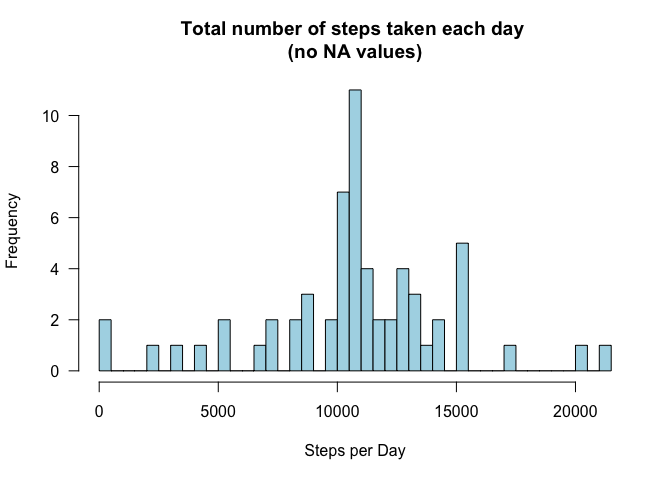 Total number of steps taken each day
(no NA values)
10
8
6
4
2
0
Frequency
0 5000 10000 15000 20000
Steps per Day